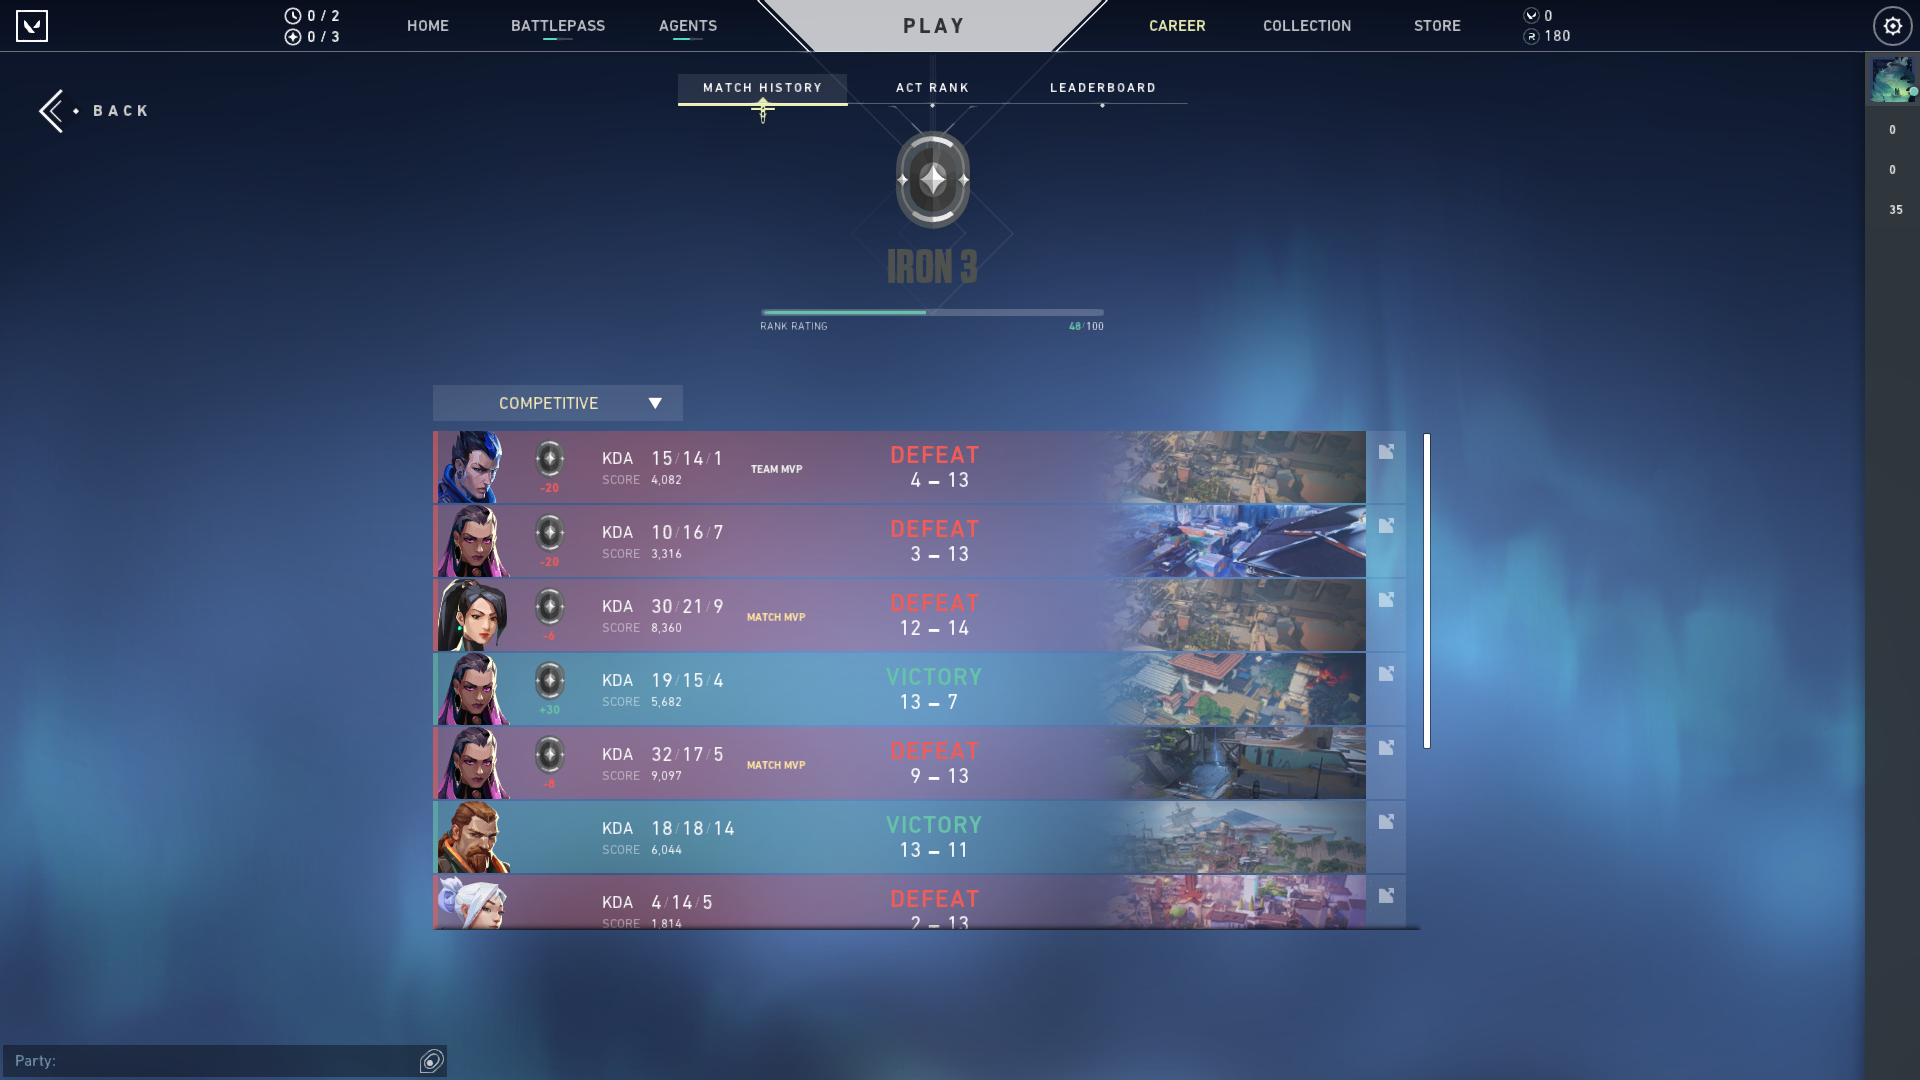 0 / 2
0 / 3
HOME
BATTLEPASS
AGENTS
PLAY
CAREER
COLLECTION
STORE
0
R 180
BACK
MATCH HISTORY
ACT RANK
LEADERBOARD
0
0
35
IRON 3
RANK RATING
48/100
COMPETITIVE
-20
KDA 15/14/1
SCORE 4,082
TEAM MVP
DEFEAT
4 – 13
-20
KDA 10/16/7
SCORE 3,316
DEFEAT
3 – 13
-6
KDA 30/21/9
SCORE 8,360
MATCH MVP
DEFEAT
12 – 14
+30
KDA 19/15/4
SCORE 5,682
VICTORY
13 – 7
-8
KDA 32/17/5
SCORE 9,097
MATCH MVP
DEFEAT
9 – 13
KDA 18/18/14
SCORE 6,044
VICTORY
13 – 11
KDA 4/14/5
SCORE 1,814
DEFEAT
2 – 13
Party: